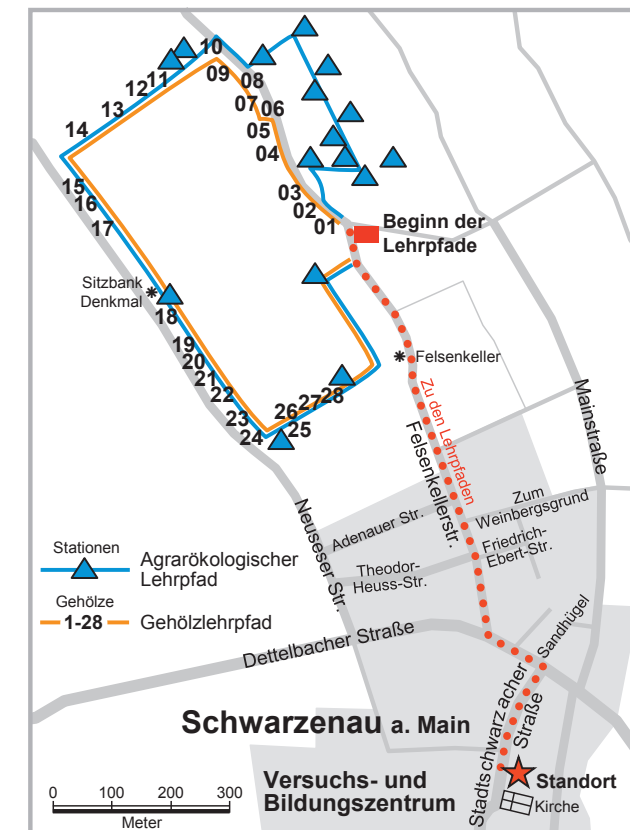 10
09
08
11
12
13
14
07
06
05
04
03
02
01
15
16
17
Beginn der
Lehrpfade
Sitzbank
Denkmal
18
19
20
21
22
23
24
25
26
27
28
Felsenkeller
Zu den Lehrpfaden
Felsenkellerstr.
Mainstraße
Zum
Weinbergsgrund
Adenauer Str.
Friedrich-
Ebert-Str.
Theodor-
Heuss-Str.
Neuseser Str.
Stationen
Agrarökologischer
Lehrpfad
Gehölze
1-28
Gehölzlehrpfad
Dettelbacher Straße
Sandhügel
Stadtschwarzacher
Straße
Schwarzenau a. Main
Versuchs- und
Bildungszentrum
Standort
Kirche
0 100 200 300
Meter